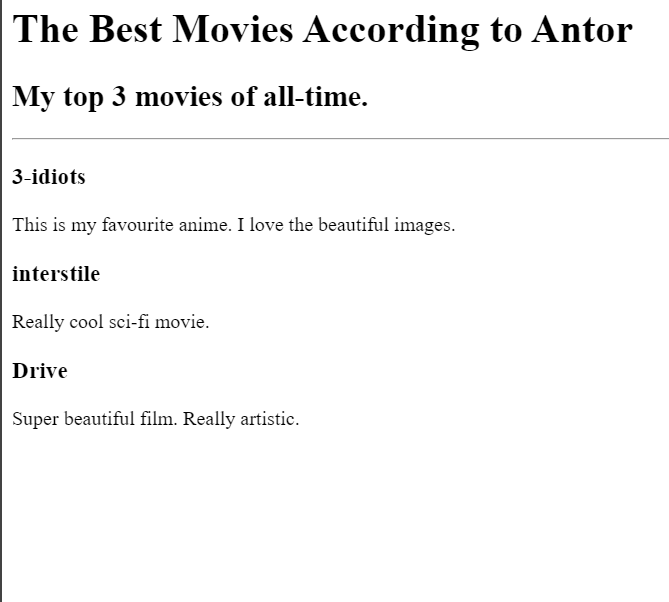 The Best Movies According to Antor
My top 3 movies of all-time.
3-idiots
This is my favourite anime. I love the beautiful images.
interstile
Really cool sci-fi movie.
Drive
Super beautiful film. Really artistic.